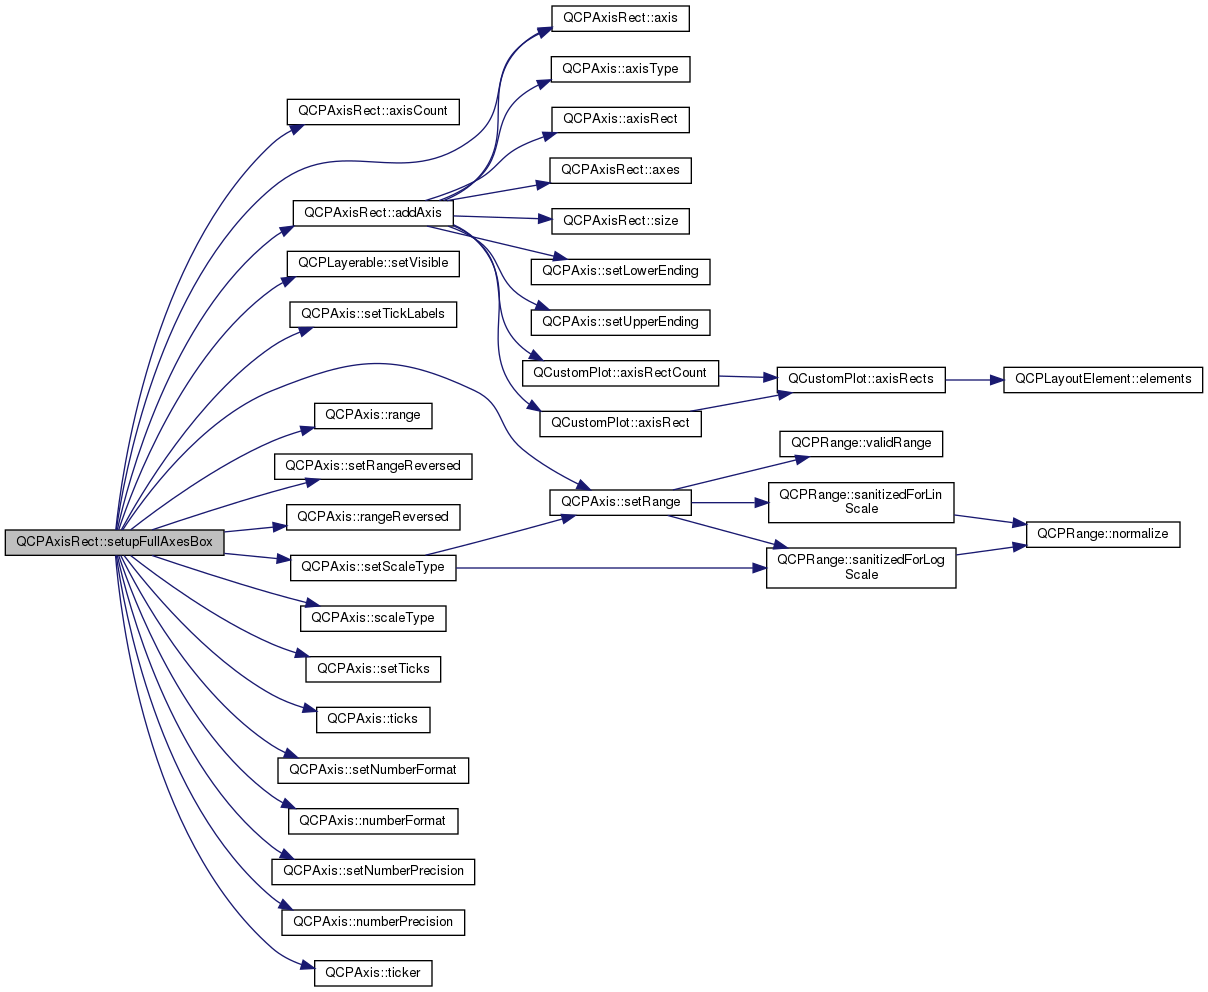 QCPAxisRect::axis
QCPAxis::axisType
QCPAxisRect::axisCount
QCPAxis::axisRect
QCPAxisRect::axes
QCPAxisRect::addAxis
QCPAxisRect::size
QCPLayerable::setVisible
QCPAxis::setLowerEnding
QCPAxis::setTickLabels
QCPAxis::setUpperEnding
QCustomPlot::axisRectCount
QCustomPlot::axisRects
QCPLayoutElement::elements
QCPAxis::range
QCustomPlot::axisRect
QCPRange::validRange
QCPAxis::setRangeReversed
QCPAxis::setRange
QCPRange::sanitizedForLin
Scale
QCPAxis::rangeReversed
QCPRange::normalize
QCPAxisRect::setupFullAxesBox
QCPAxis::setScaleType
QCPRange::sanitizedForLog
Scale
QCPAxis::scaleType
QCPAxis::setTicks
QCPAxis::ticks
QCPAxis::setNumberFormat
QCPAxis::numberFormat
QCPAxis::setNumberPrecision
QCPAxis::numberPrecision
QCPAxis::ticker